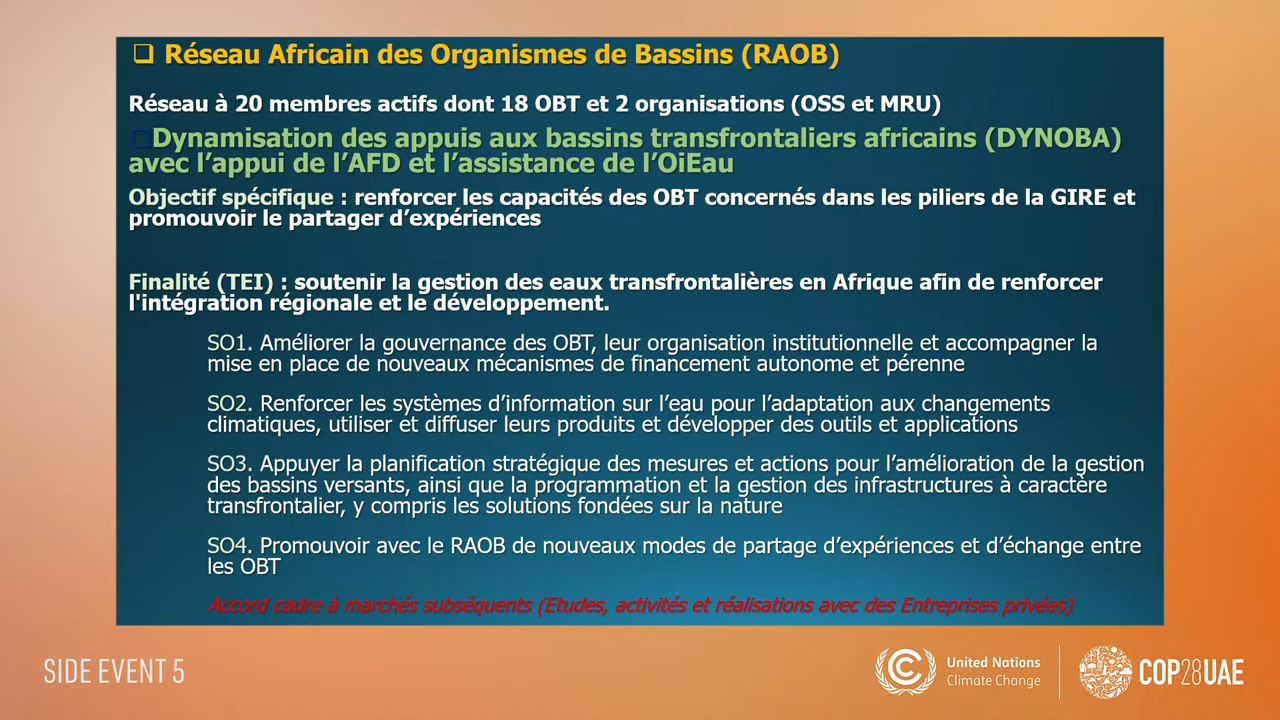 Réseau Africain des Organismes de Bassins (RAOB)
Réseau à 20 membres actifs dont 18 OBT et 2 organisations (OSS et MRU)
Dynamisation des appuis aux bassins transfrontaliers africains (DYNOBA)
avec l’appui de l’AFD et l’assistance de l’OiEau
Objectif spécifique : renforcer les capacités des OBT concernés dans les piliers de la GIRE et
promouvoir le partager d’expériences
Finalité (TEI) : soutenir la gestion des eaux transfrontalières en Afrique afin de renforcer
l'intégration régionale et le développement.
SO1. Améliorer la gouvernance des OBT, leur organisation institutionnelle et accompagner la
mise en place de nouveaux mécanismes de financement autonome et pérenne
SO2. Renforcer les systèmes d’information sur l’eau pour l’adaptation aux changements
climatiques, utiliser et diffuser leurs produits et développer des outils et applications
SO3. Appuyer la planification stratégique des mesures et actions pour l’amélioration de la gestion
des bassins versants, ainsi que la programmation et la gestion des infrastructures à caractère
transfrontalier, y compris les solutions fondées sur la nature
SO4. Promouvoir avec le RAOB de nouveaux modes de partage d’expériences et d’échange entre
les OBT
Accord cadre à marchés subséquents (Etudes, activités et réalisations avec des Entreprises privées)
SIDE EVENT 5
United Nations
Climate Change
COP28UAE